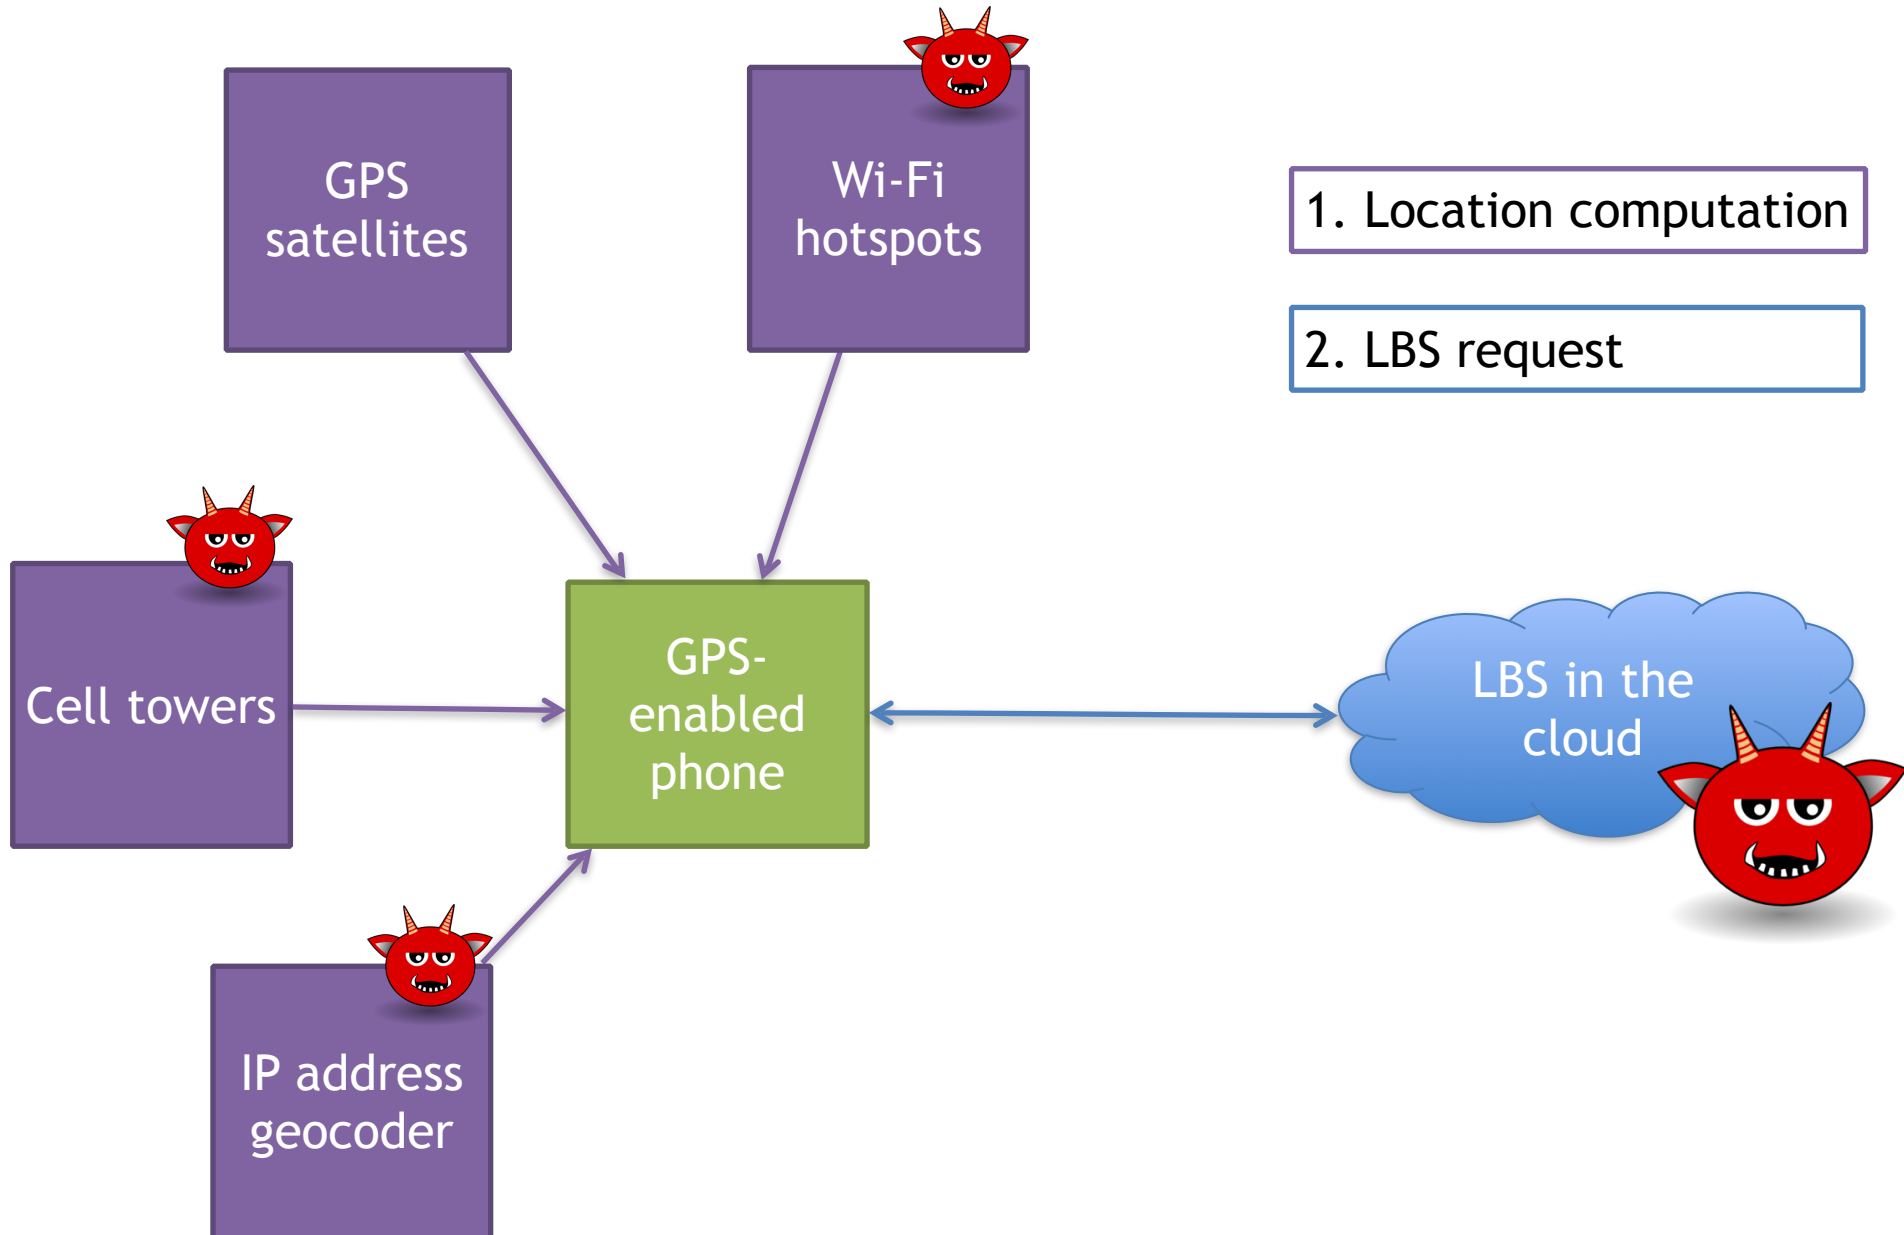 GPS
satellites
Wi-Fi
hotspots
1. Location computation
2. LBS request
Cell towers
GPS-
enabled
phone
LBS in the
cloud
IP address
geocoder